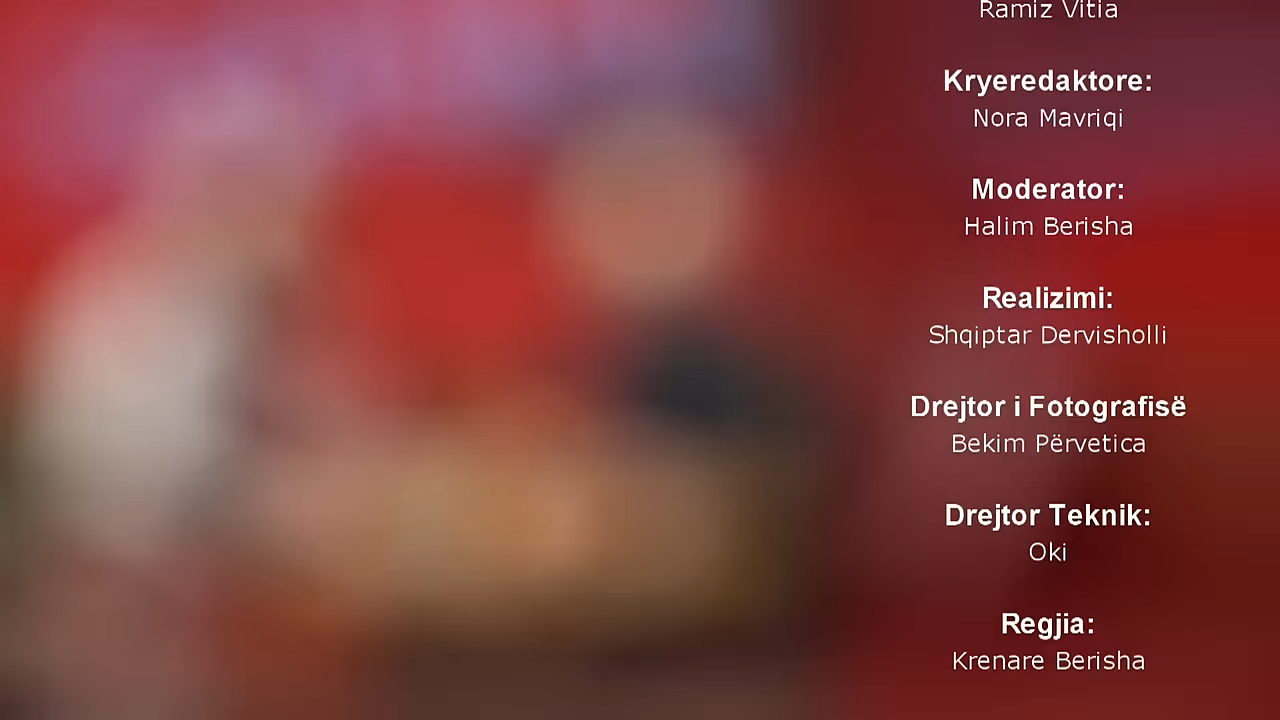 Ramiz Vitia
Kryeredaktore:
Nora Mavriqi
Moderator:
Halim Berisha
Realizimi:
Shqiptar Dervisholli
Drejtor i Fotografisë
Bekim Përvetica
Drejtor Teknik:
Oki
Regjia:
Krenare Berisha